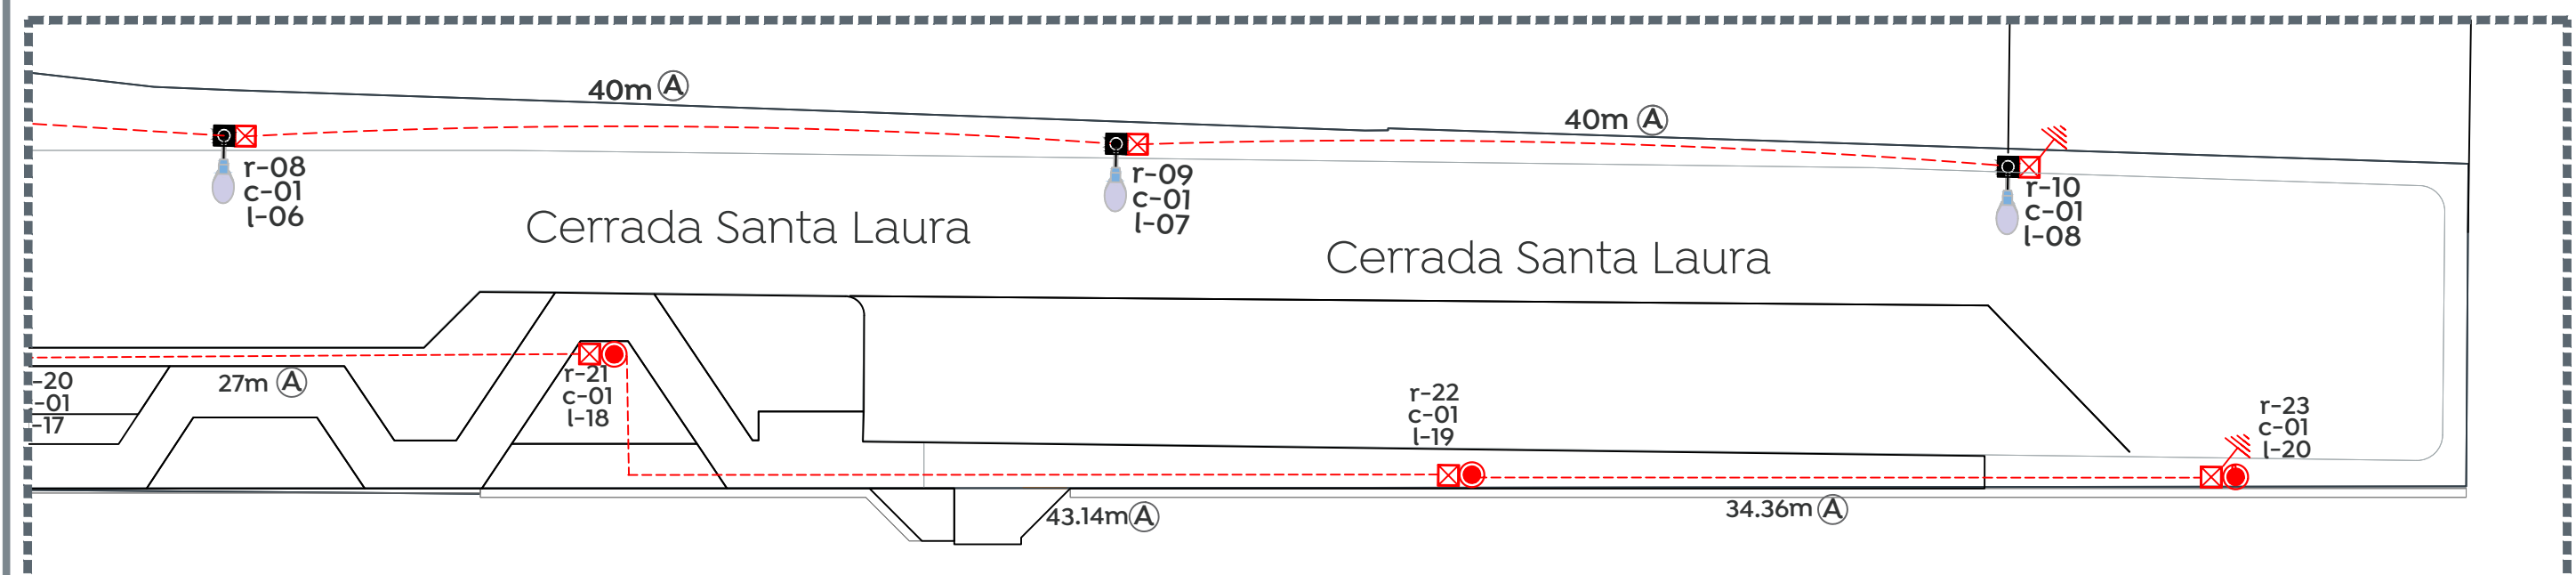 40m A
40m A
r-08
c-01
l-06
r-09
c-01
l-07
r-10
c-01
l-08
Cerrada Santa Laura
Cerrada Santa Laura
-20
-01
-17
27m A
r-21
c-01
l-18
r-22
c-01
l-19
r-23
c-01
l-20
43.14m A
34.36m A